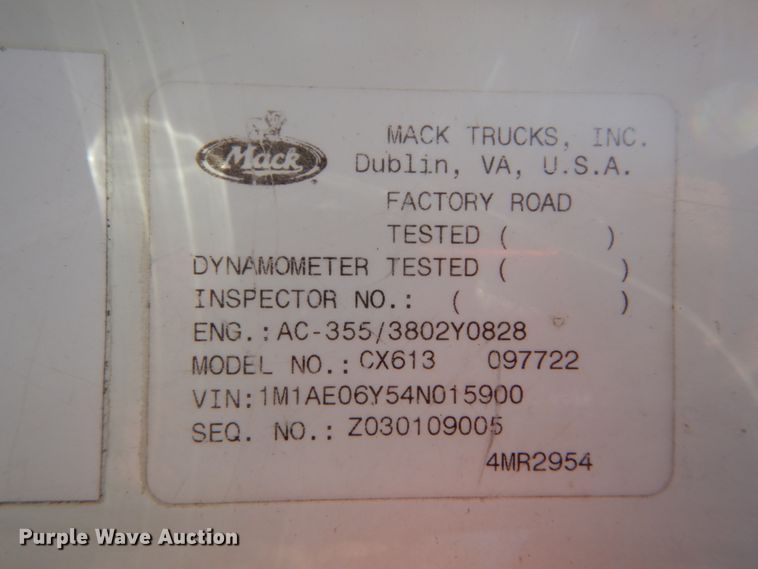 Mack
MACK TRUCKS, INC.
Dublin, VA, U.S.A.
FACTORY ROAD
TESTED (          )
DYNAMOMETER TESTED (          )
INSPECTOR NO.: (          )
ENG.: AC-355/3802Y0828
MODEL NO.: CX613 097722
VIN:1M1AE06Y54N015900
SEQ. NO.: Z030109005
4MR2954
Purple Wave Auction